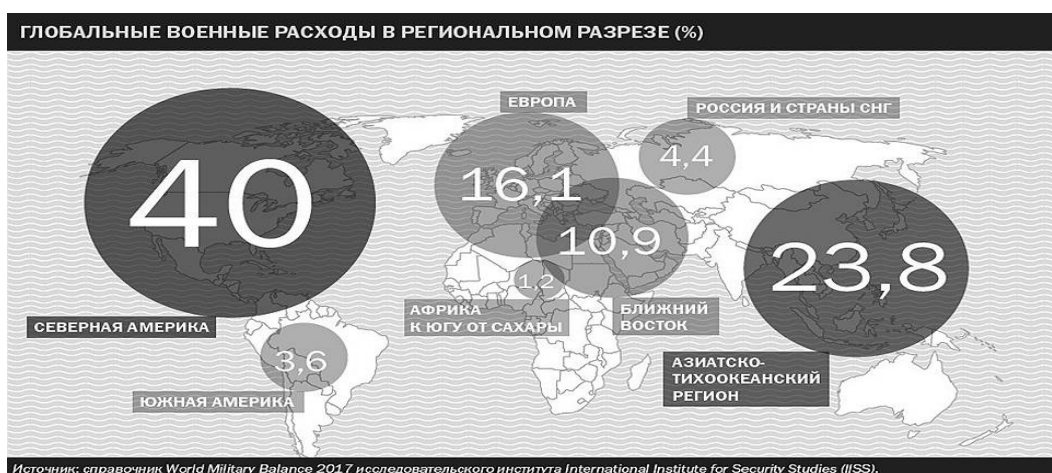 ГЛОБАЛЬНЫЕ ВОЕННЫЕ РАСХОДЫ В РЕГИОНАЛЬНОМ РАЗРЕЗЕ (%)
ЕВРОПА
РОССИЯ И СТРАНЫ СНГ
40
16,1
4,4
10,9
23,8
1,2
СЕВЕРНАЯ АМЕРИКА
АФРИКА
К ЮГУ ОТ САХАРЫ
БЛИЖНИЙ
ВОСТОК
3,6
ЮЖНАЯ АМЕРИКА
АЗИАТСКО-
ТИХООКЕАНСКИЙ
РЕГИОН
Источник: справочник World Military Balance 2017 исследовательского института International Institute for Security Studies (IISS).